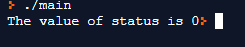 > ./main
The value of status is 0>